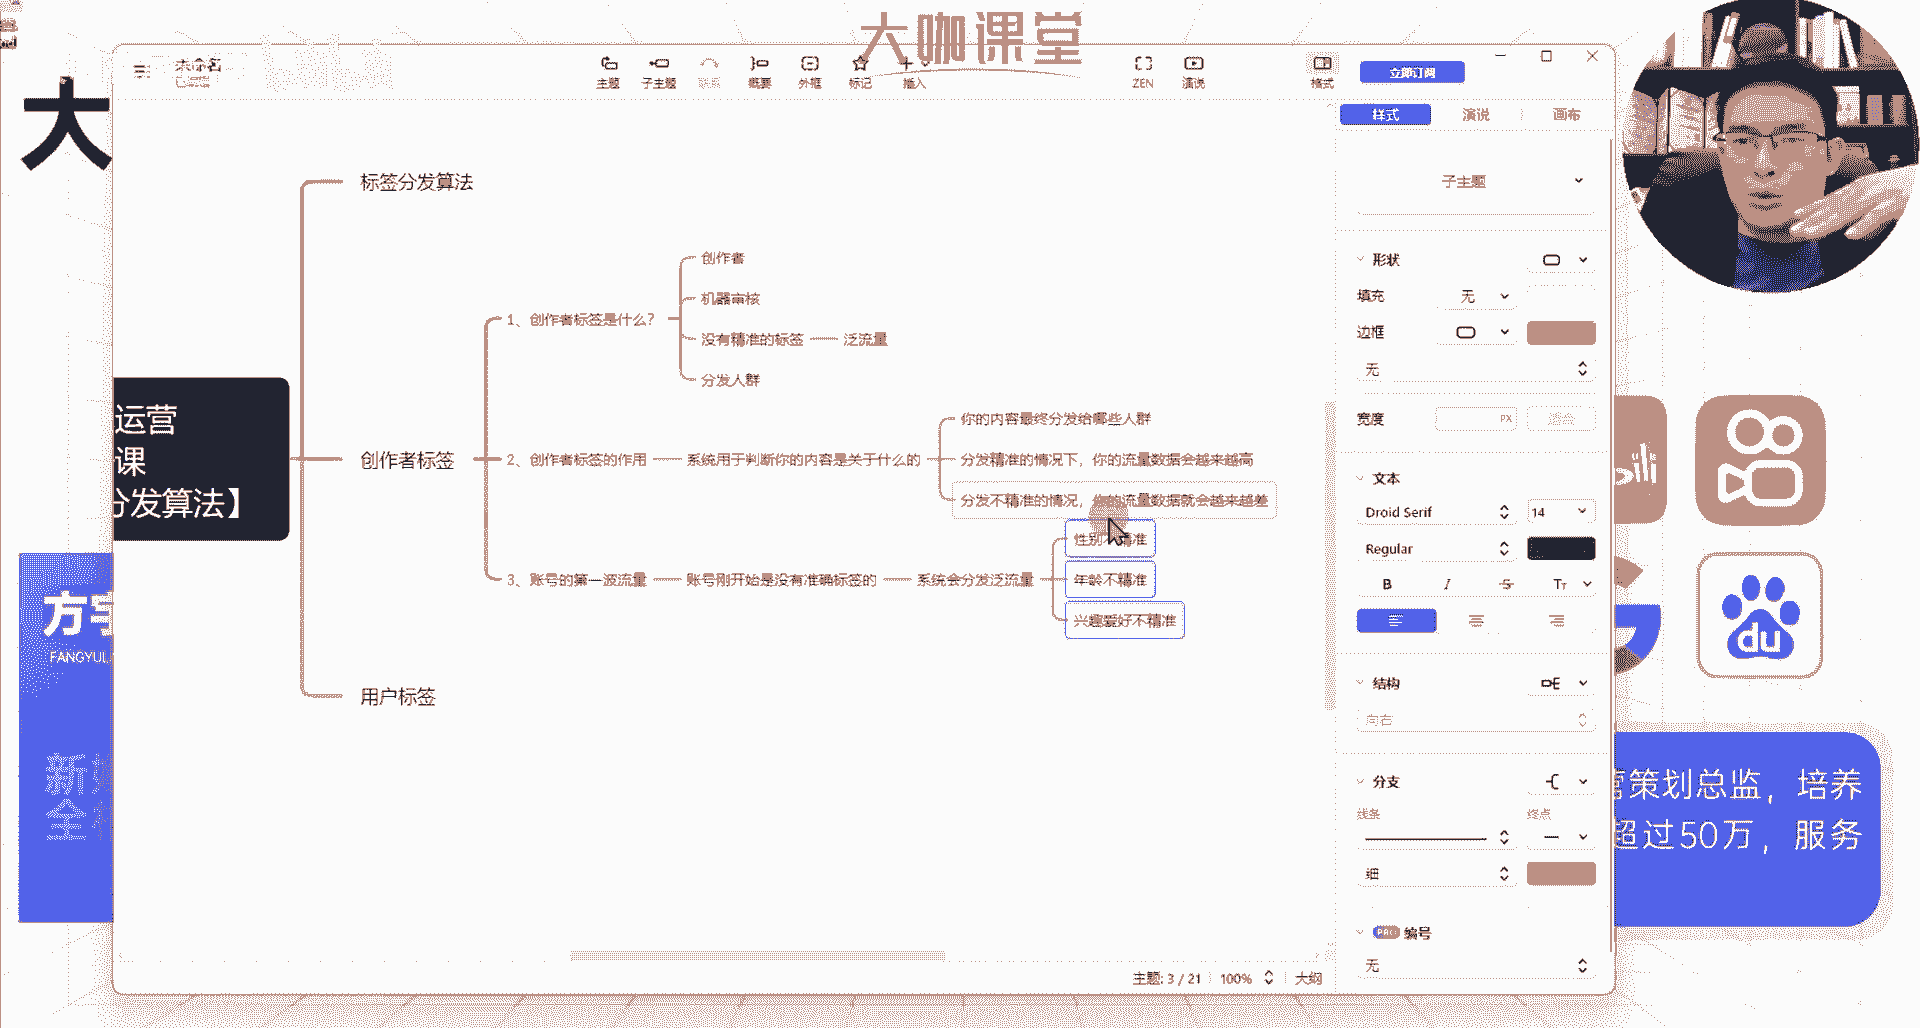 大咖课堂
大
未命名
主题
子主题
联系
概要
外框
标记
插入
ZEN
演说
格式
立即订阅
样式
演说
画布
标签分发算法
子主题
创作者
形状
机器审核
填充
无
1、创作者标签是什么?
没有精准的标签
泛流量
边框
分发人群
无
运营
课
分发算法】
你的内容最终分发给哪些人群
宽度
PX
适合
创作者标签
2、创作者标签的作用
系统用于判断你的内容是关于什么的
分发精准的情况下，你的流量数据会越来越高
文本
分发不精准的情况，你的流量数据就会越来越差
Droid Serif
14
性别不精准
Regular
3、账号的第一波流量
账号刚开始是没有准确标签的
系统会分发泛流量
年龄不精准
B
I
S
兴趣爱好不精准
FANGYU
du
结构
用户标签
向右
分支
线条
终点
细
策划总监，培养
超过50万，服务
新
全
PRO
编号
无
主题: 3 / 21
100%
大纲